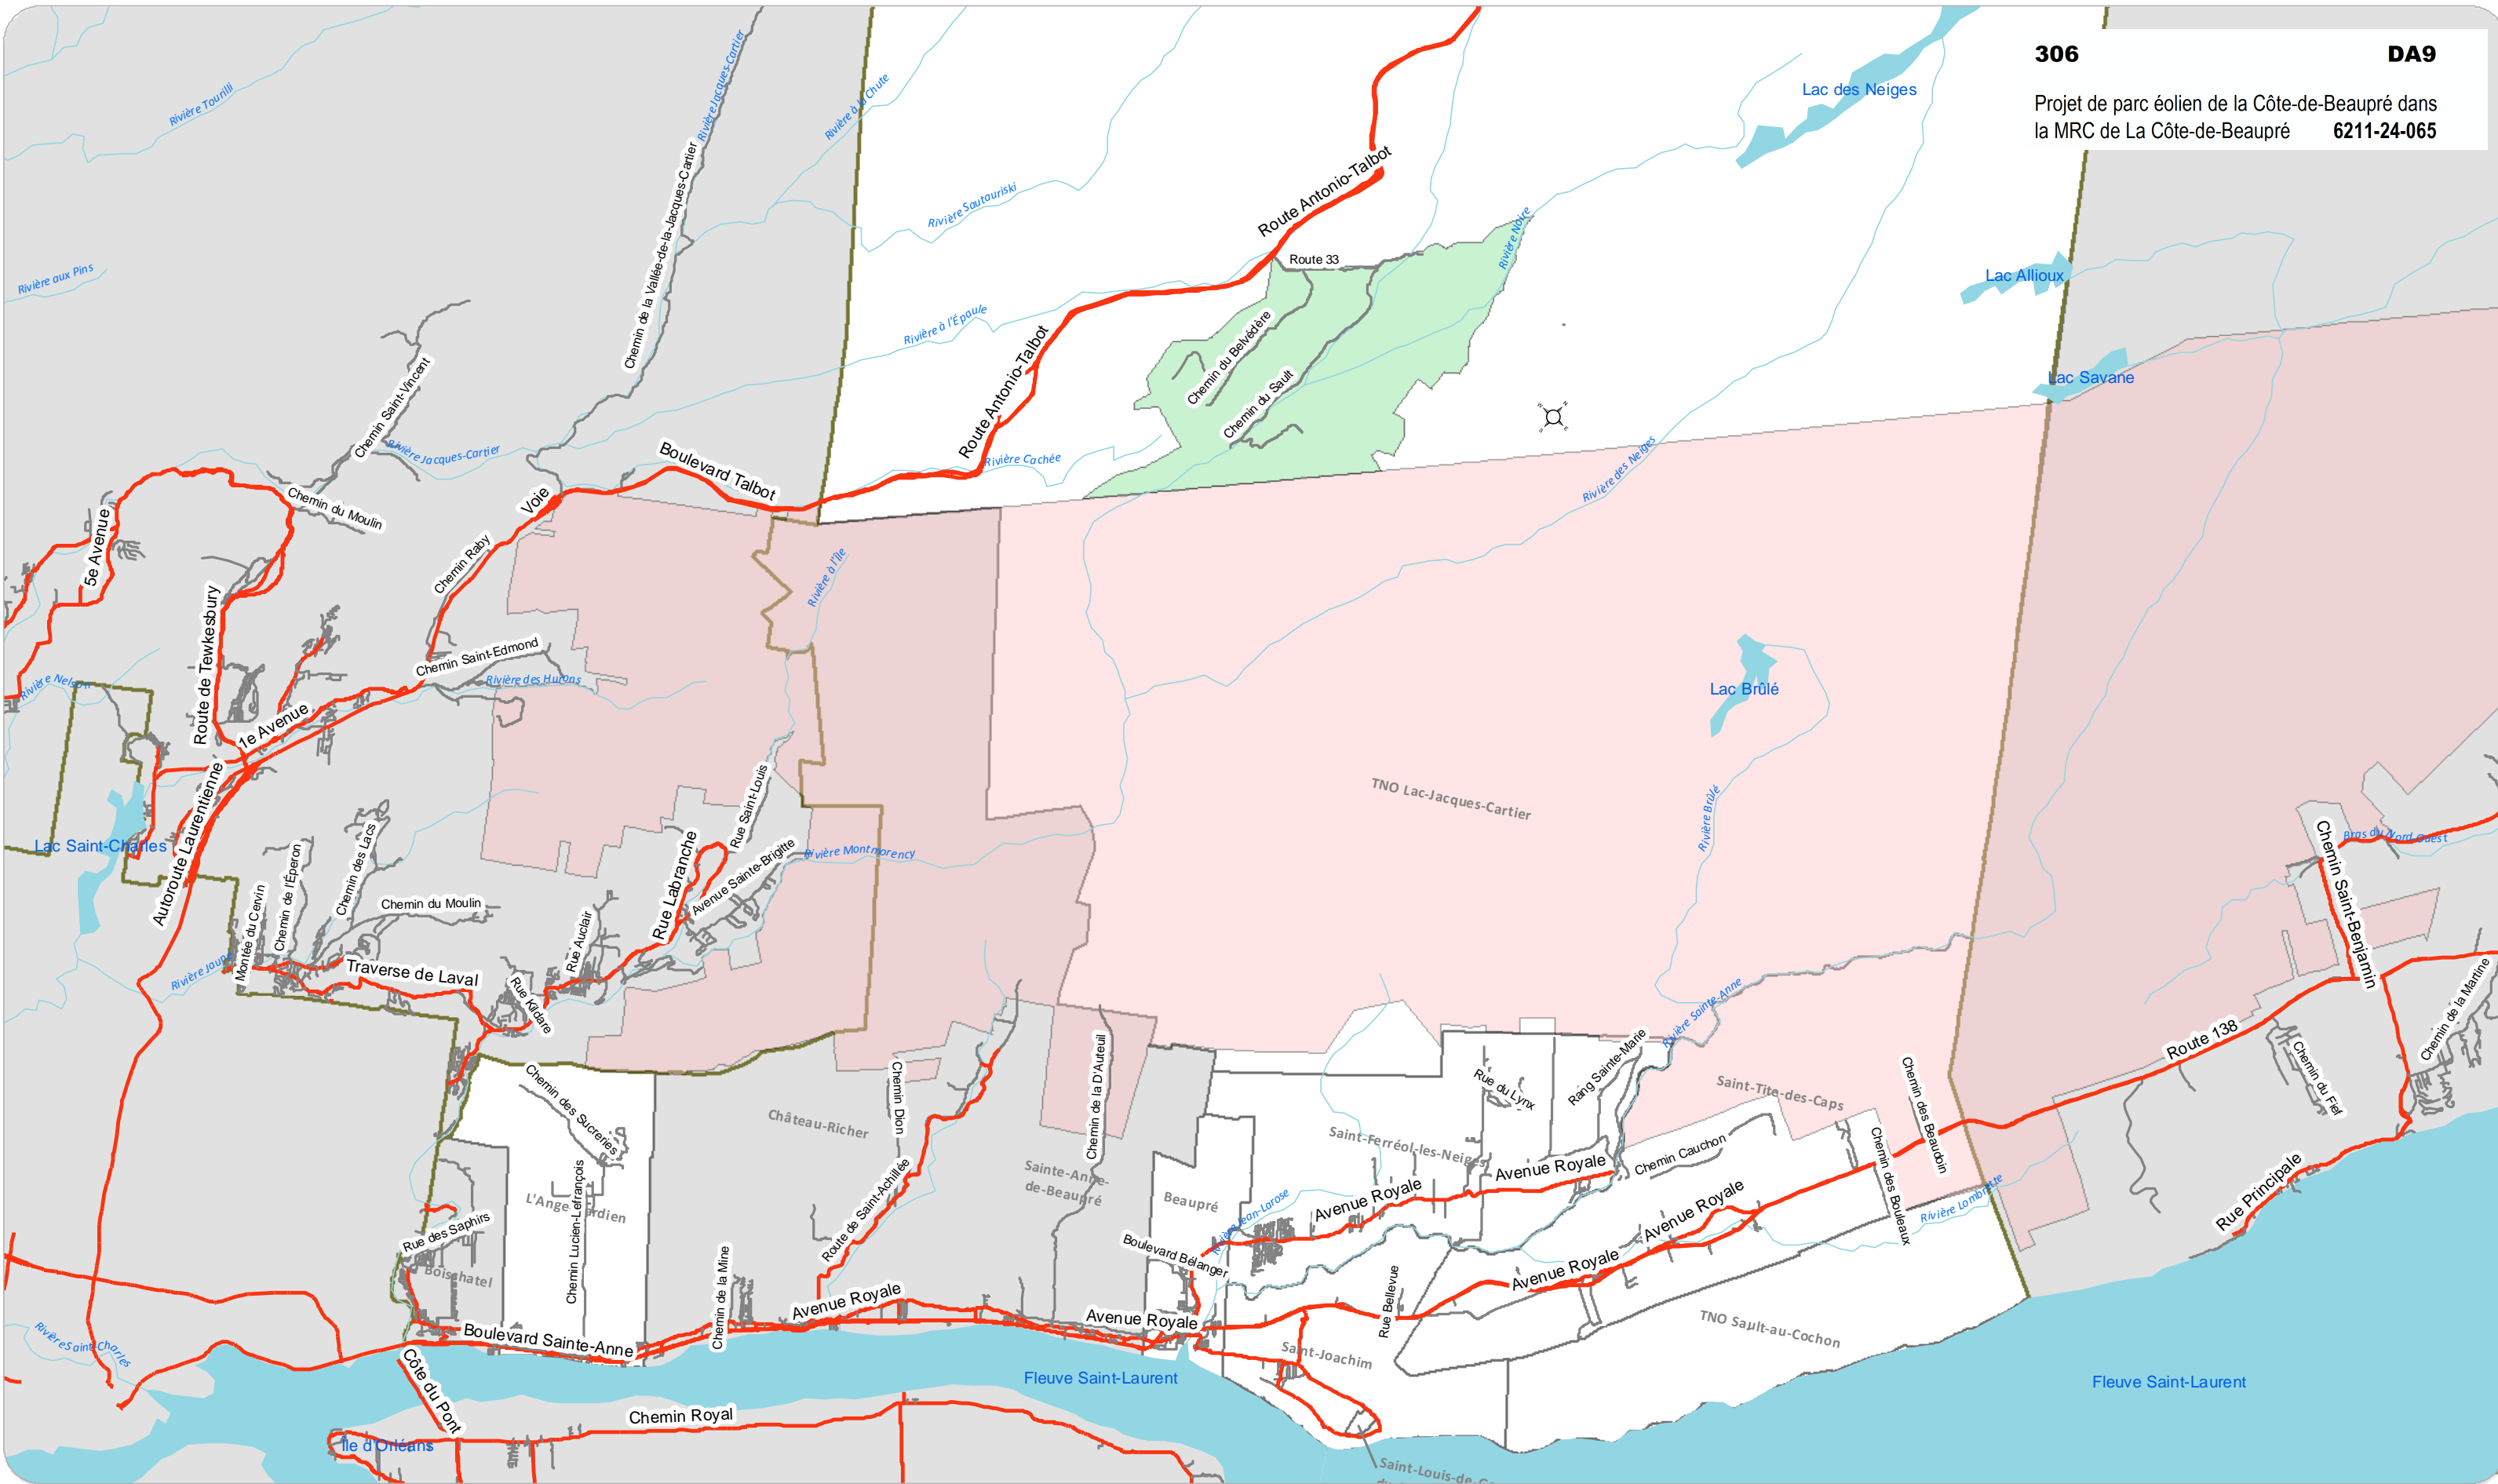 306 DA9
Projet de parc éolien de la Côte-de-Beaupré dans
la MRC de La Côte-de-Beaupré 6211-24-065
Rivière Tourilli
Rivière Jacques-Cartier
Rivière à la Chute
Lac des Neiges
Chemin de la Vallée-de-la-Jacques-Cartier
Rivière Sautauriski
Route Antonio-Talbot
Rivière Noire
Route 33
Rivière aux Pins
Lac Allioux
Rivière à l'Épaule
Route Antonio-Talbot
Chemin du Belvédère
Chemin du Sault
Lac Savane
Chemin Saint-Vincent
Rivière Jacques-Cartier
Boulevard Talbot
Rivière Cachée
Rivière des Neiges
Voie
Chemin du Moulin
5e Avenue
Chemin Raby
Rivière à l'Île
Route de Tewkesbury
Chemin Saint-Edmond
Rivière des Hurons
Rivière Nelson
1e Avenue
Lac Brûlé
TNO Lac-Jacques-Cartier
Rivière Brûlé
Autoroute Laurentienne
Lac Saint-Charles
Rue Saint-Louis
Rue Labranche
Avenue Sainte-Brigitte
Rivière Montmorency
Bras du Nord-Ouest
Chemin Saint-Benjamin
Montée du Cervin
Chemin de l'Éperon
Chemin des Lacs
Chemin du Moulin
Rue Auclair
Rivière Jaune
Traverse de Laval
Rue Kildare
Rivière Sainte-Anne
Chemin de la Martine
Route 138
Chemin du Fief
Rang Sainte-Marie
Rue du Lynx
Saint-Tite-des-Caps
Chemin des Beaudoin
Chemin des Sucreries
Château-Richer
Chemin Dion
Chemin de la D'Auteuil
Saint-Ferréol-les-Neiges
Chemin Cauchon
Chemin des Bouleaux
Avenue Royale
Sainte-Anne-
de-Beaupré
Beaupré
Avenue Royale
Avenue Royale
Rivière Lombrette
Rue Principale
Chemin Lucien-Lefrançois
Route de Saint-Achillée
Rue des Saphirs
Boischatel
Boulevard Bélanger
Avenue Royale
Rue Bellevue
Chemin de la Mine
Avenue Royale
Avenue Royale
Boulevard Sainte-Anne
TNO Sault-au-Cochon
Saint-Joachim
Rivière Saint-Charles
Côte du Pont
Fleuve Saint-Laurent
Fleuve Saint-Laurent
Chemin Royal
Ile d'Orléans